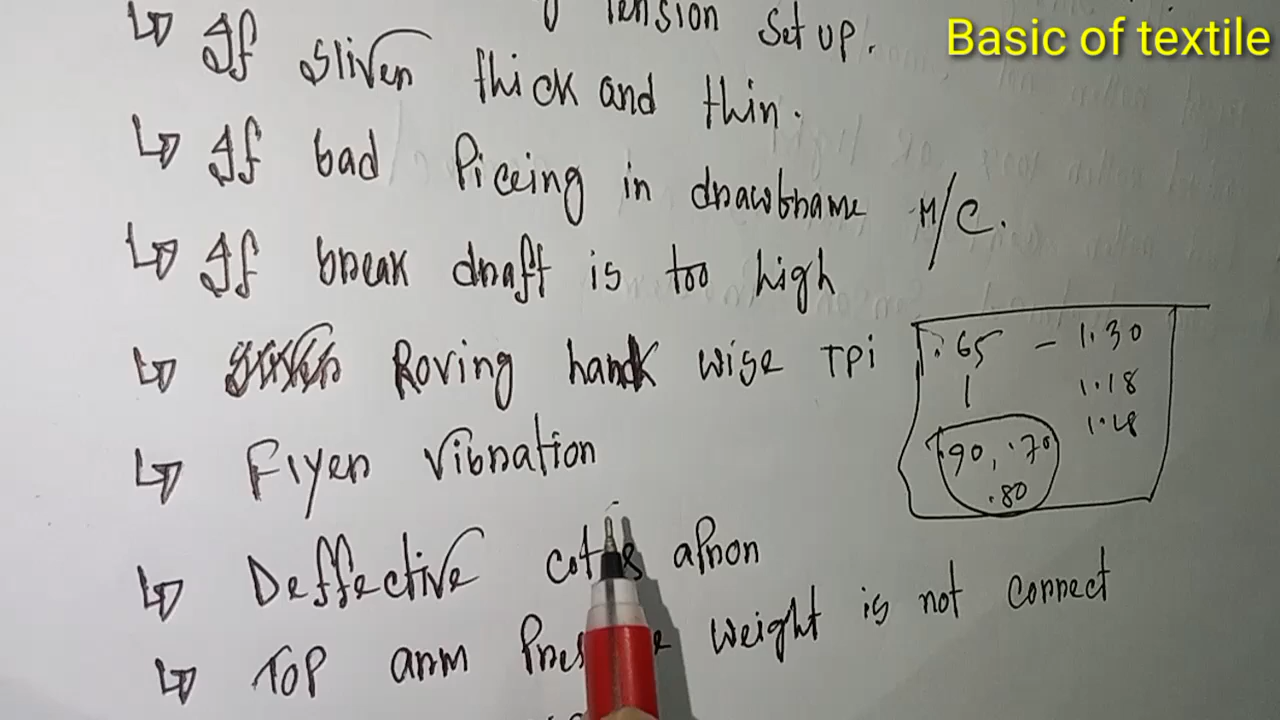 Basic of textile
Tension Set up.
If Sliver thick and thin.
If bad Piceing in drawframe M/C.
If break draft is too high
Roving hank wise TPi
.65 - 1.30
1 1.18
1.18
.90, .70
.80
Flyer Vibration
Deffective cots aPron
TOP arm weight is not correct